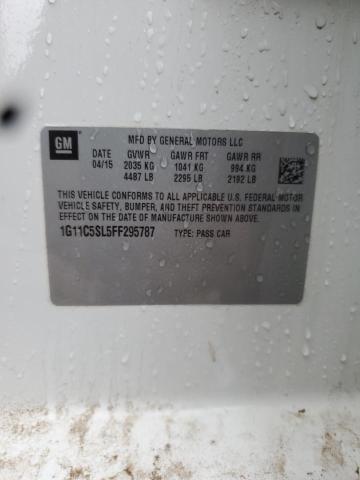 GM
MFD BY GENERAL MOTORS LLC
DATE GVWR GAWR FRT GAWR RR
04/15 2035 KG 1041 KG 994 KG
4487 LB 2295 LB 2192 LB
THIS VEHICLE CONFORMS TO ALL APPLICABLE U.S. FEDERAL MOTOR
VEHICLE SAFETY, BUMPER, AND THEFT PREVENTION STANDARDS
IN EFFECT ON THE DATE OF MANUFACTURE SHOWN ABOVE.
1G11C5SL5FF295787 TYPE: PASS CAR